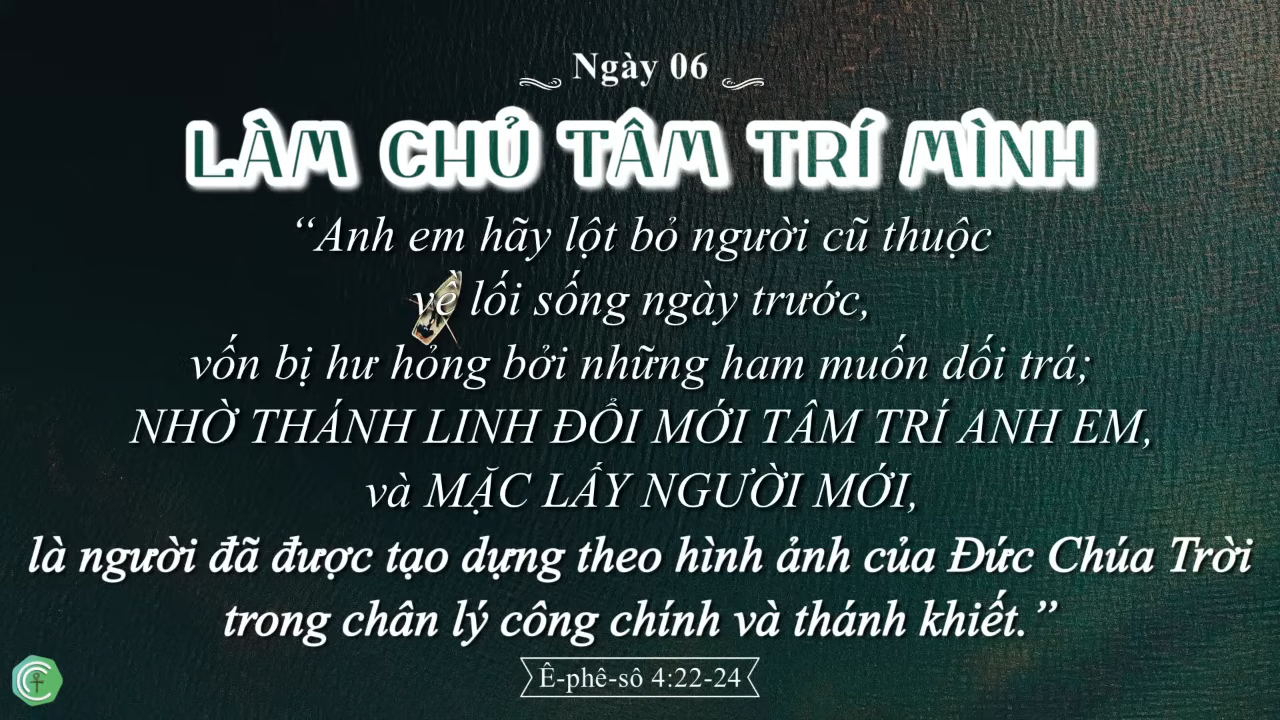 Ngày 06
LÀM CHỦ TÂM TRÍ MÌNH
“Anh em hãy lột bỏ người cũ thuộc
về lối sống ngày trước,
vốn bị hư hỏng bởi những ham muốn dối trá;
NHỜ THÁNH LINH ĐỔI MỚI TÂM TRÍ ANH EM,
và MẶC LẤY NGƯỜI MỚI,
là người đã được tạo dựng theo hình ảnh của Đức Chúa Trời
trong chân lý công chính và thánh khiết.”
Ê-phê-sô 4:22-24